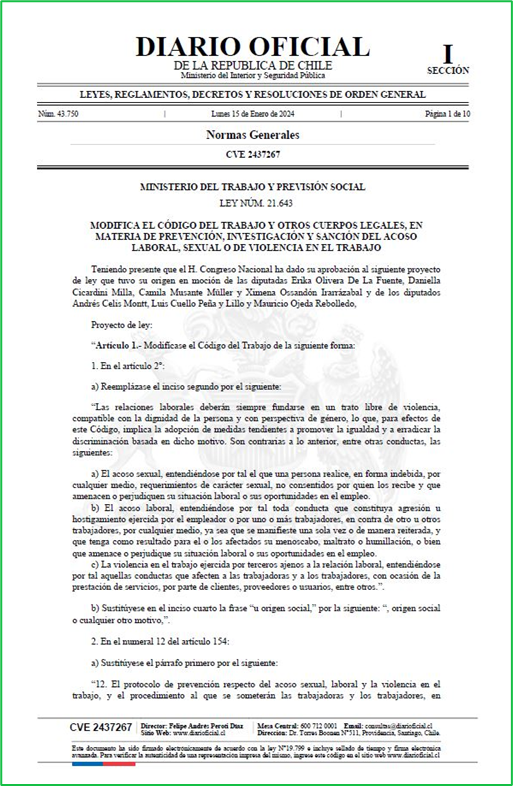 DIARIO OFICIAL
DE LA REPUBLICA DE CHILE
Ministerio del Interior y Seguridad Pública
I
SECCIÓN
LEYES, REGLAMENTOS, DECRETOS Y RESOLUCIONES DE ORDEN GENERAL
Núm. 43.750 | Lunes 15 de Enero de 2024 | Página 1 de 10
Normas Generales
CVE 2437267
MINISTERIO DEL TRABAJO Y PREVISIÓN SOCIAL
LEY NÚM. 21.643
MODIFICA EL CÓDIGO DEL TRABAJO Y OTROS CUERPOS LEGALES, EN
MATERIA DE PREVENCIÓN, INVESTIGACIÓN Y SANCIÓN DEL ACOSO
LABORAL, SEXUAL O DE VIOLENCIA EN EL TRABAJO
Teniendo presente que el H. Congreso Nacional ha dado su aprobación al siguiente proyecto
de ley que tuvo su origen en moción de las diputadas Erika Olivera De La Fuente, Daniella
Cicardini Milla, Camila Musante Müller y Ximena Ossandón Irarrázabal y de los diputados
Andrés Celis Montt, Luis Cuello Peña y Lillo y Mauricio Ojeda Rebolledo,
Proyecto de ley:
“Artículo 1.- Modifícase el Código del Trabajo de la siguiente forma:
1. En el artículo 2°:
a) Reemplázase el inciso segundo por el siguiente:
“Las relaciones laborales deberán siempre fundarse en un trato libre de violencia,
compatible con la dignidad de la persona y con perspectiva de género, lo que, para efectos de
este Código, implica la adopción de medidas tendientes a promover la igualdad y a erradicar la
discriminación basada en dicho motivo. Son contrarias a lo anterior, entre otras conductas, las
siguientes:
a) El acoso sexual, entendiéndose por tal el que una persona realice, en forma indebida, por
cualquier medio, requerimientos de carácter sexual, no consentidos por quien los recibe y que
amenacen o perjudiquen su situación laboral o sus oportunidades en el empleo.
b) El acoso laboral, entendiéndose por tal toda conducta que constituya agresión u
hostigamiento ejercida por el empleador o por uno o más trabajadores, en contra de otro u otros
trabajadores, por cualquier medio, ya sea que se manifieste una sola vez o de manera reiterada, y
que tenga como resultado para el o los afectados su menoscabo, maltrato o humillación, o bien
que amenace o perjudique su situación laboral o sus oportunidades en el empleo.
c) La violencia en el trabajo ejercida por terceros ajenos a la relación laboral, entendiéndose
por tal aquellas conductas que afecten a las trabajadoras y a los trabajadores, con ocasión de la
prestación de servicios, por parte de clientes, proveedores o usuarios, entre otros.”.
b) Sustitúyese en el inciso cuarto la frase “u origen social,” por la siguiente: “, origen social
o cualquier otro motivo,”.
2. En el numeral 12 del artículo 154:
a) Sustitúyese el párrafo primero por el siguiente:
“12. El protocolo de prevención respecto del acoso sexual, laboral y la violencia en el
trabajo, y el procedimiento al que se someterán las trabajadoras y los trabajadores, en
CVE 2437267
Director: Felipe Andrés Peroti Díaz
Sitio Web: www.diarioficial.cl
Mesa Central: 600 712 0001 Email: consultas@diarioficial.cl
Dirección: Dr. Torres Boonen N°511, Providencia, Santiago, Chile.
Este documento ha sido firmado electrónicamente de acuerdo con la ley N°19.799 e incluye sellado de tiempo y firma electrónica
avanzada. Para verificar la autenticidad de una representación impresa del mismo, ingrese este código en el sitio web www.diarioficial.cl